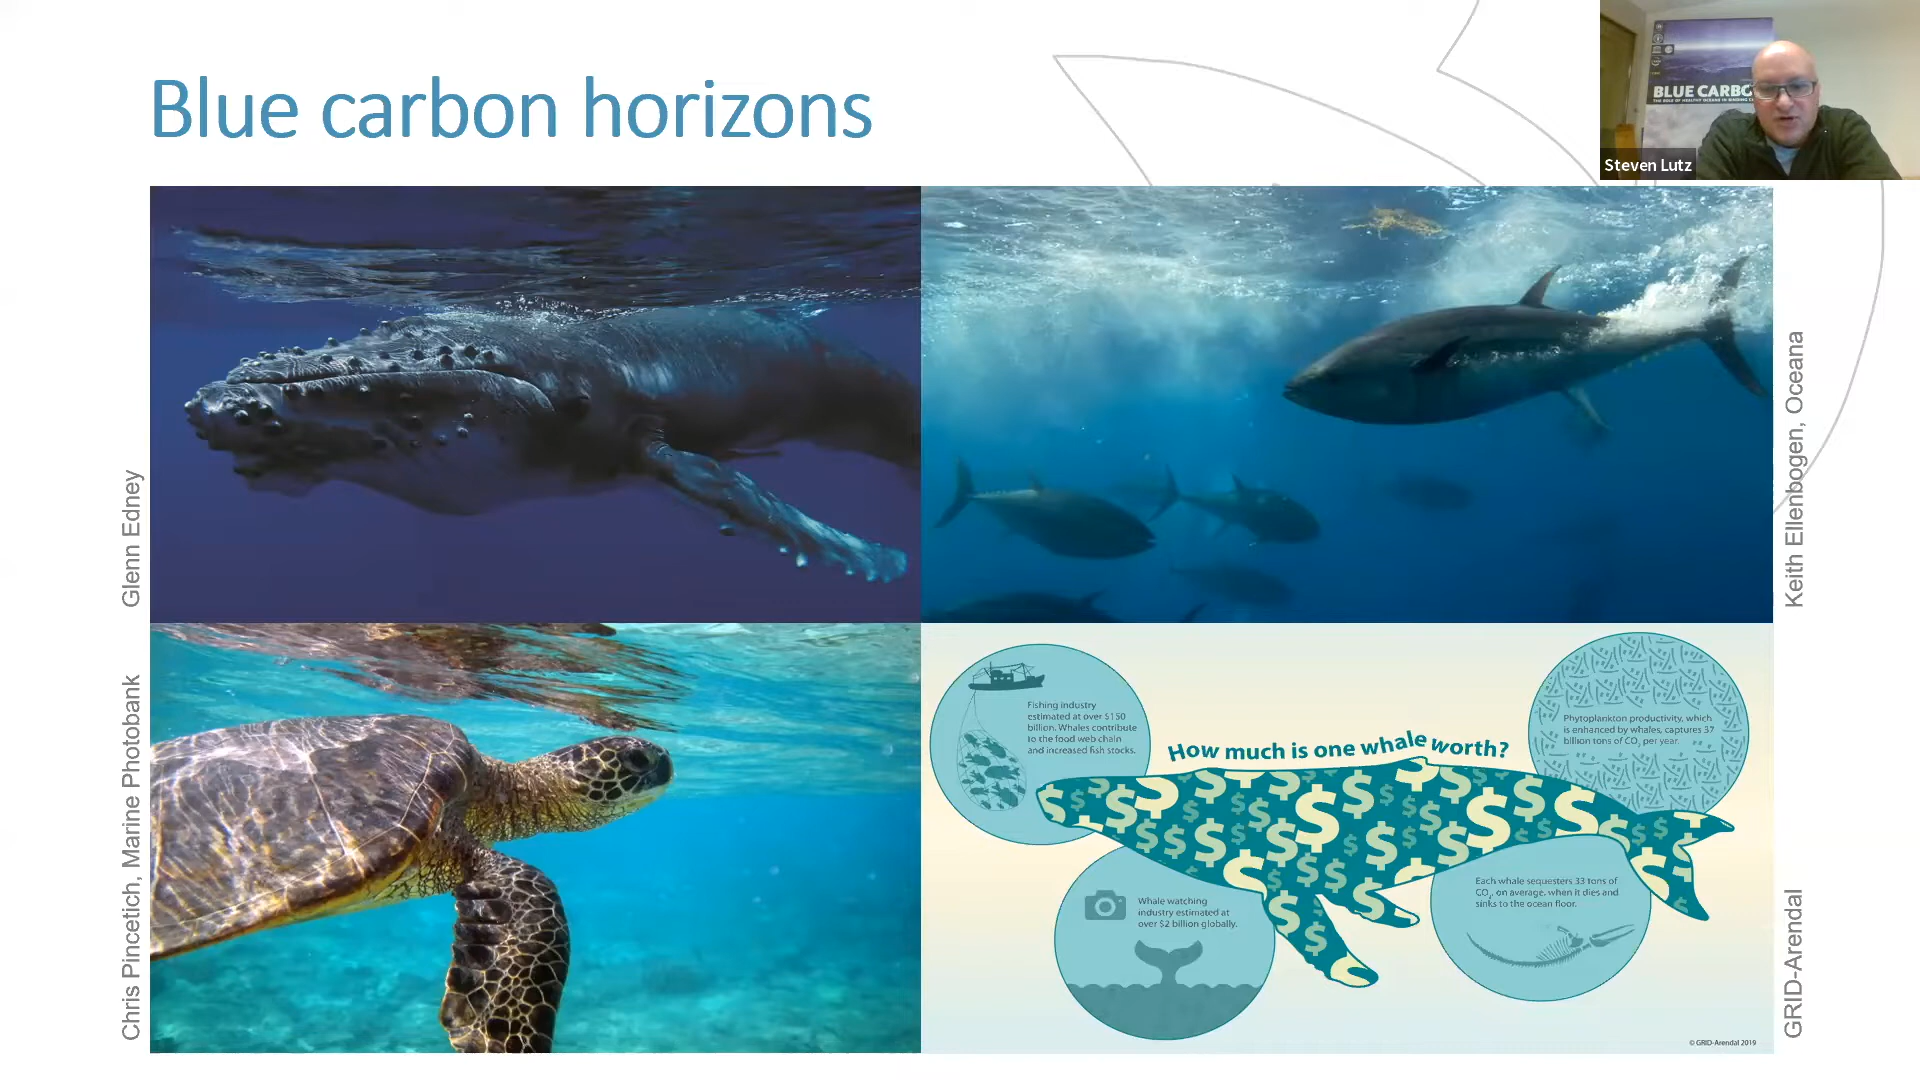 Blue carbon horizons
BLUE CARBO
Steven Lutz
Glenn Edney
Keith Ellenbogen, Oceana
Chris Pincetich, Marine Photobank
Fishing industry
estimated at over $150
billion. Whales contribute
to the food web chain
and increased fish stocks.
How much is one whale worth?
Phytoplankton productivity, which
is enhanced by whales, captures 37
billion tons of CO2 per year.
Whale watching
industry estimated at
over $2 billion globally.
Each whale sequesters 33 tons of
CO2, on average, when it dies and
sinks to the ocean floor.
© GRID-Arendal 2019
GRID-Arendal